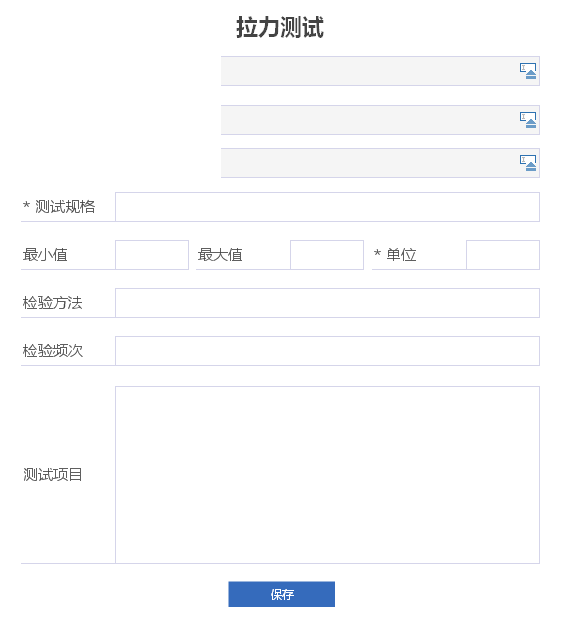 拉力测试
* 测试规格
最小值 最大值 * 单位
检验方法
检验频次
测试项目
保存